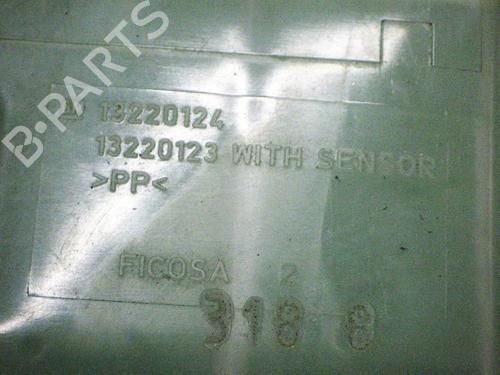 B-PARTS
13220124
13220123 WITH SENSOR
>PP<
FICOSA 2
318 8